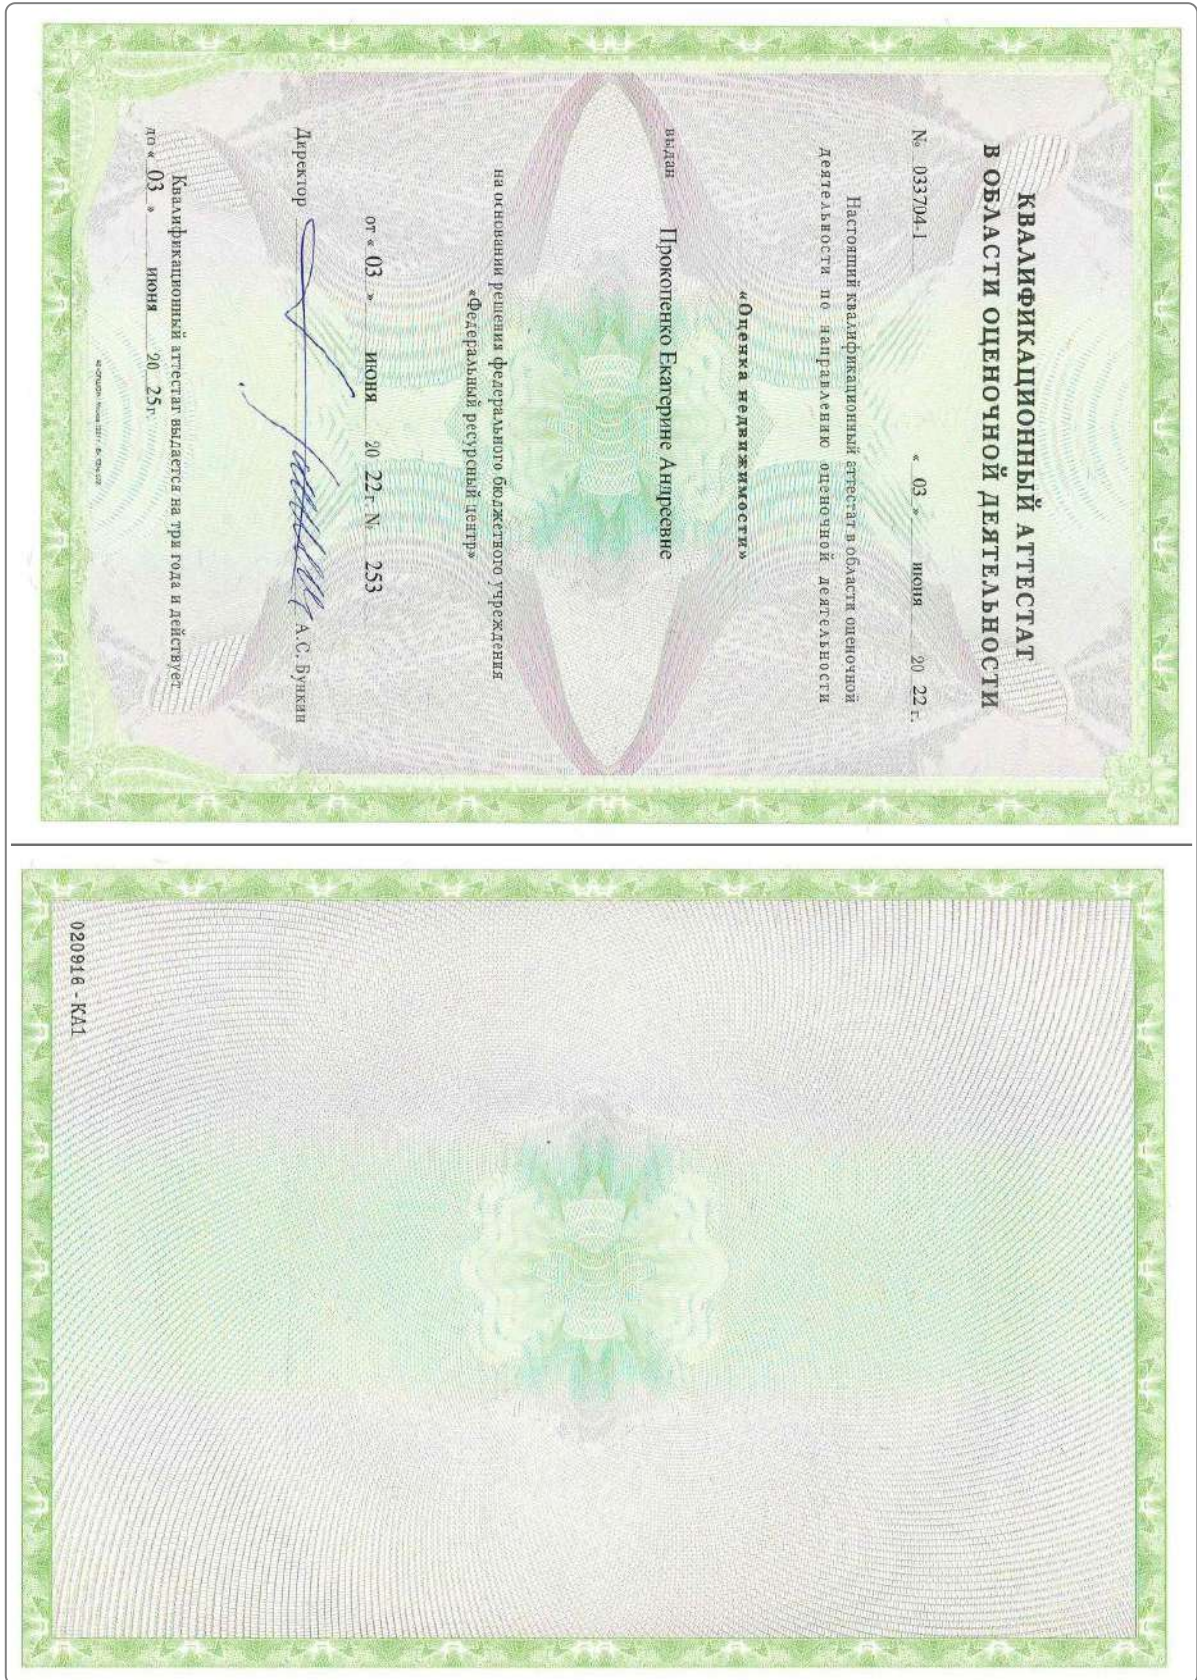 КВАЛИФИКАЦИОННЫЙ АТТЕСТАТ
В ОБЛАСТИ ОЦЕНОЧНОЙ ДЕЯТЕЛЬНОСТИ
№ 033704-1 « 03 » июня 20 22 г.
Настоящий квалификационный аттестат в области оценочной
деятельности по направлению оценочной деятельности
«Оценка недвижимости»
выдан Прокопенко Екатерине Андреевне
на основании решения федерального бюджетного учреждения
«Федеральный ресурсный центр»
от « 03 » июня 20 22 г. № 253
Директор А.С. Бункин
Квалификационный аттестат выдается на три года и действует
до « 03 » июня 20 25 г.
020916 - КА1